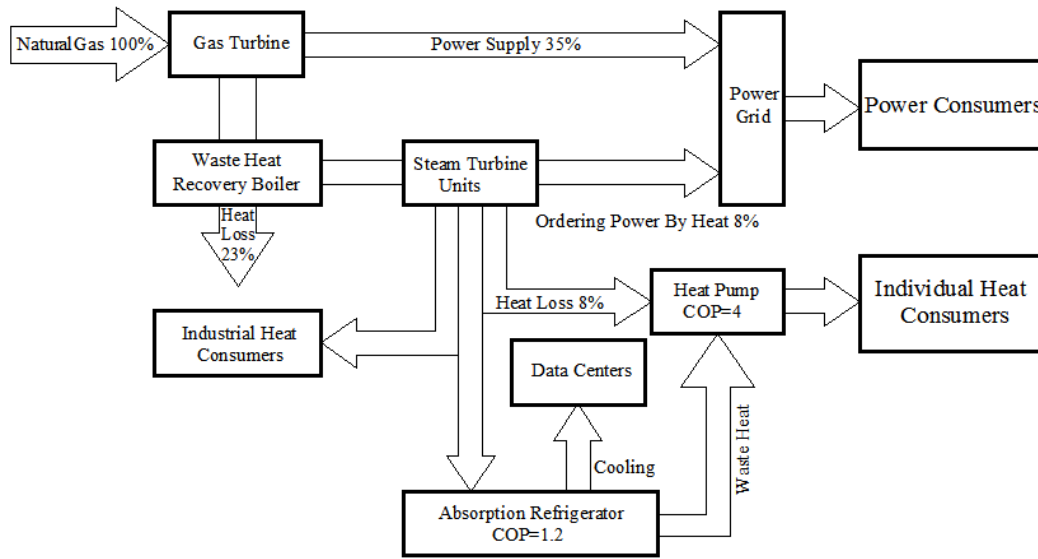 Natural Gas 100%
Gas Turbine
Power Supply 35%
Power
Grid
Power Consumers
Waste Heat
Recovery Boiler
Steam Turbine
Units
Heat
Loss
23%
Ordering Power By Heat 8%
Heat Loss 8%
Heat Pump
COP=4
Individual Heat
Consumers
Industrial Heat
Consumers
Data Centers
Cooling
Waste Heat
Absorption Refrigerator
COP=1.2